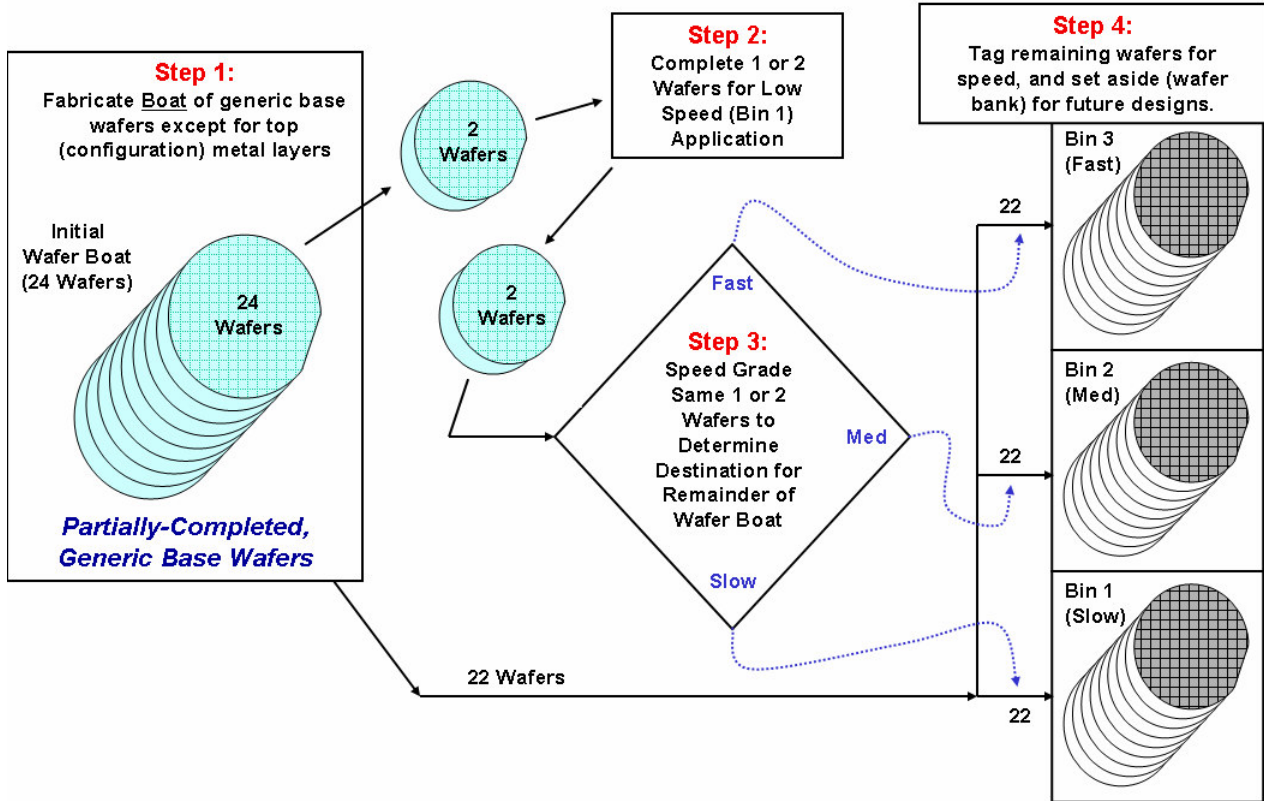 Step 1:
Fabricate Boat of generic base
wafers except for top
(configuration) metal layers
Initial
Wafer Boat
(24 Wafers)
24
Wafers
Partially-Completed,
Generic Base Wafers
2
Wafers
Step 2:
Complete 1 or 2
Wafers for Low
Speed (Bin 1)
Application
2
Wafers
Fast
Step 3:
Speed Grade
Same 1 or 2
Wafers to
Determine
Destination for
Remainder of
Wafer Boat
Med
Slow
22 Wafers
Step 4:
Tag remaining wafers for
speed, and set aside (wafer
bank) for future designs.
22
Bin 3
(Fast)
22
Bin 2
(Med)
22
Bin 1
(Slow)